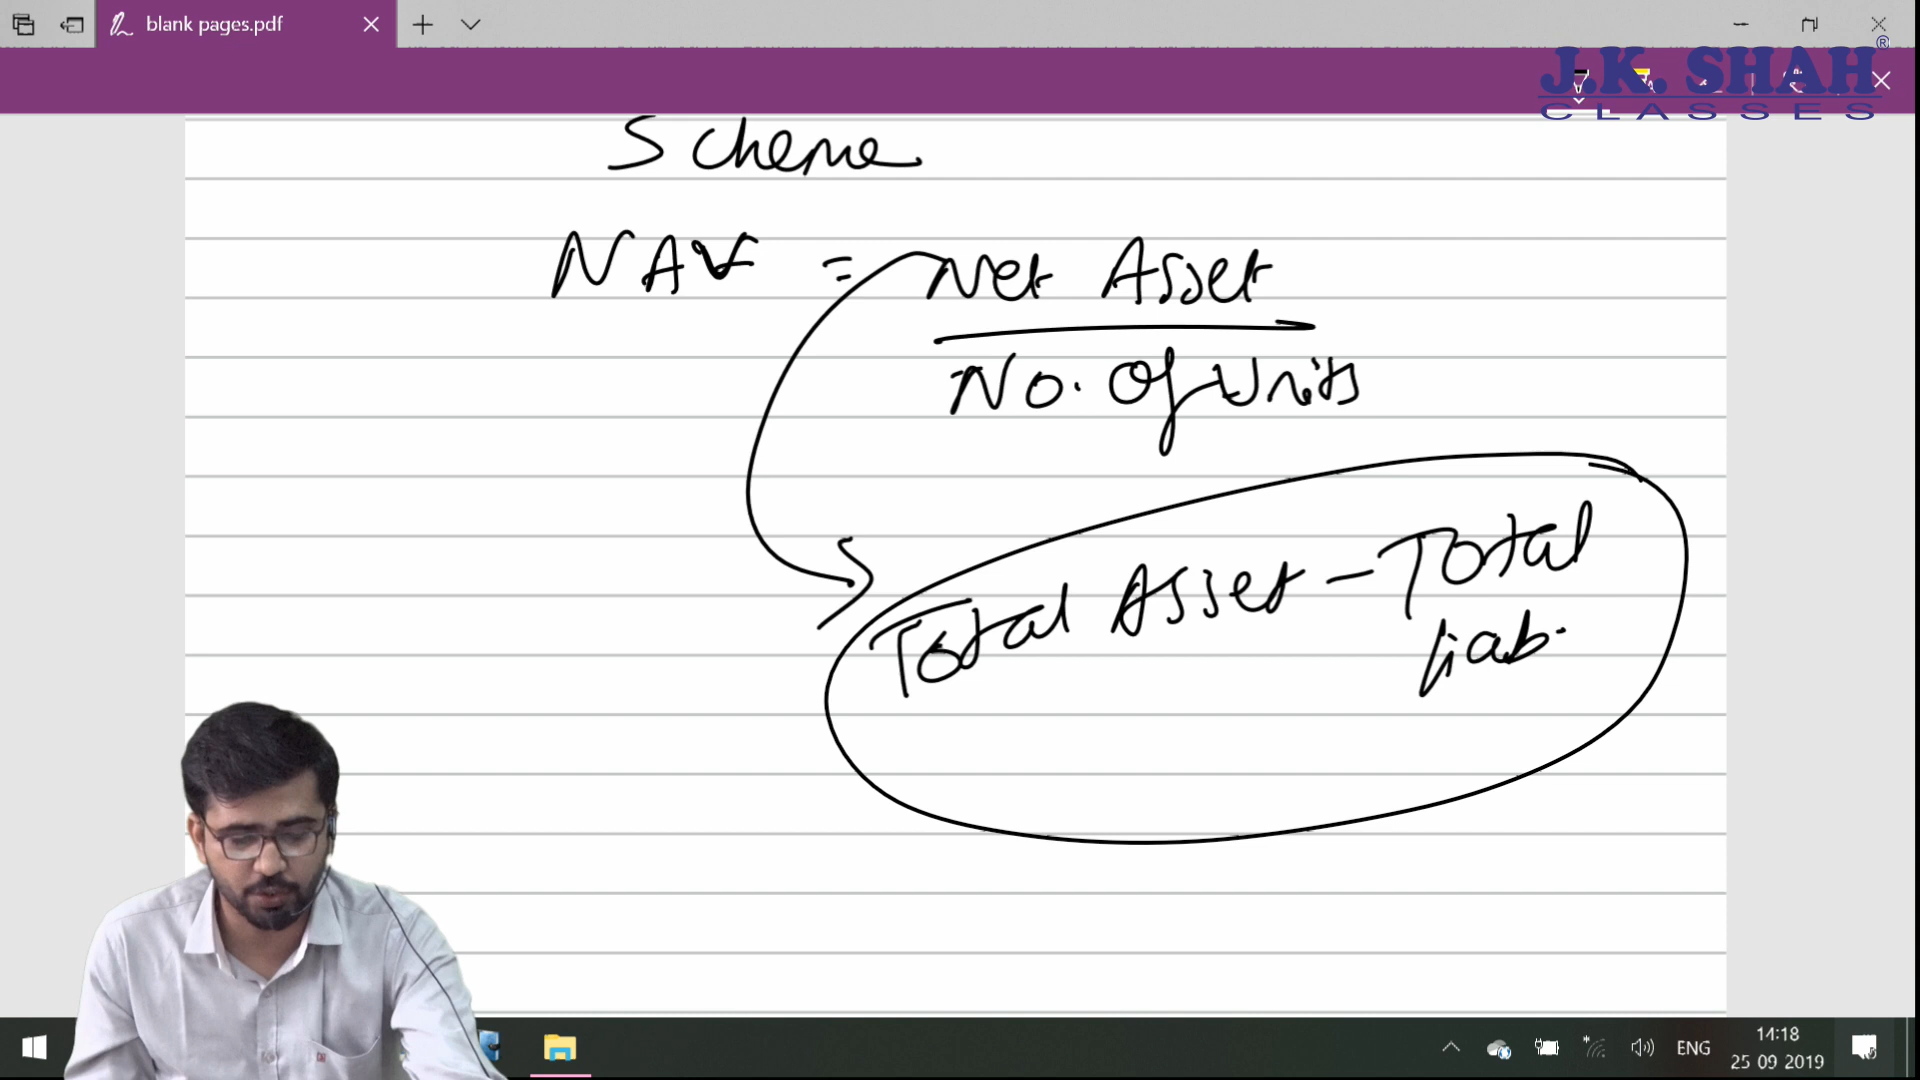 blank pages.pdf
J.K. SHAH®
CLASSES
Scheme
NAV = Net Asset
No. Of Units
Total Asset - Total
Liab.
ENG
14:18
25 09 2019